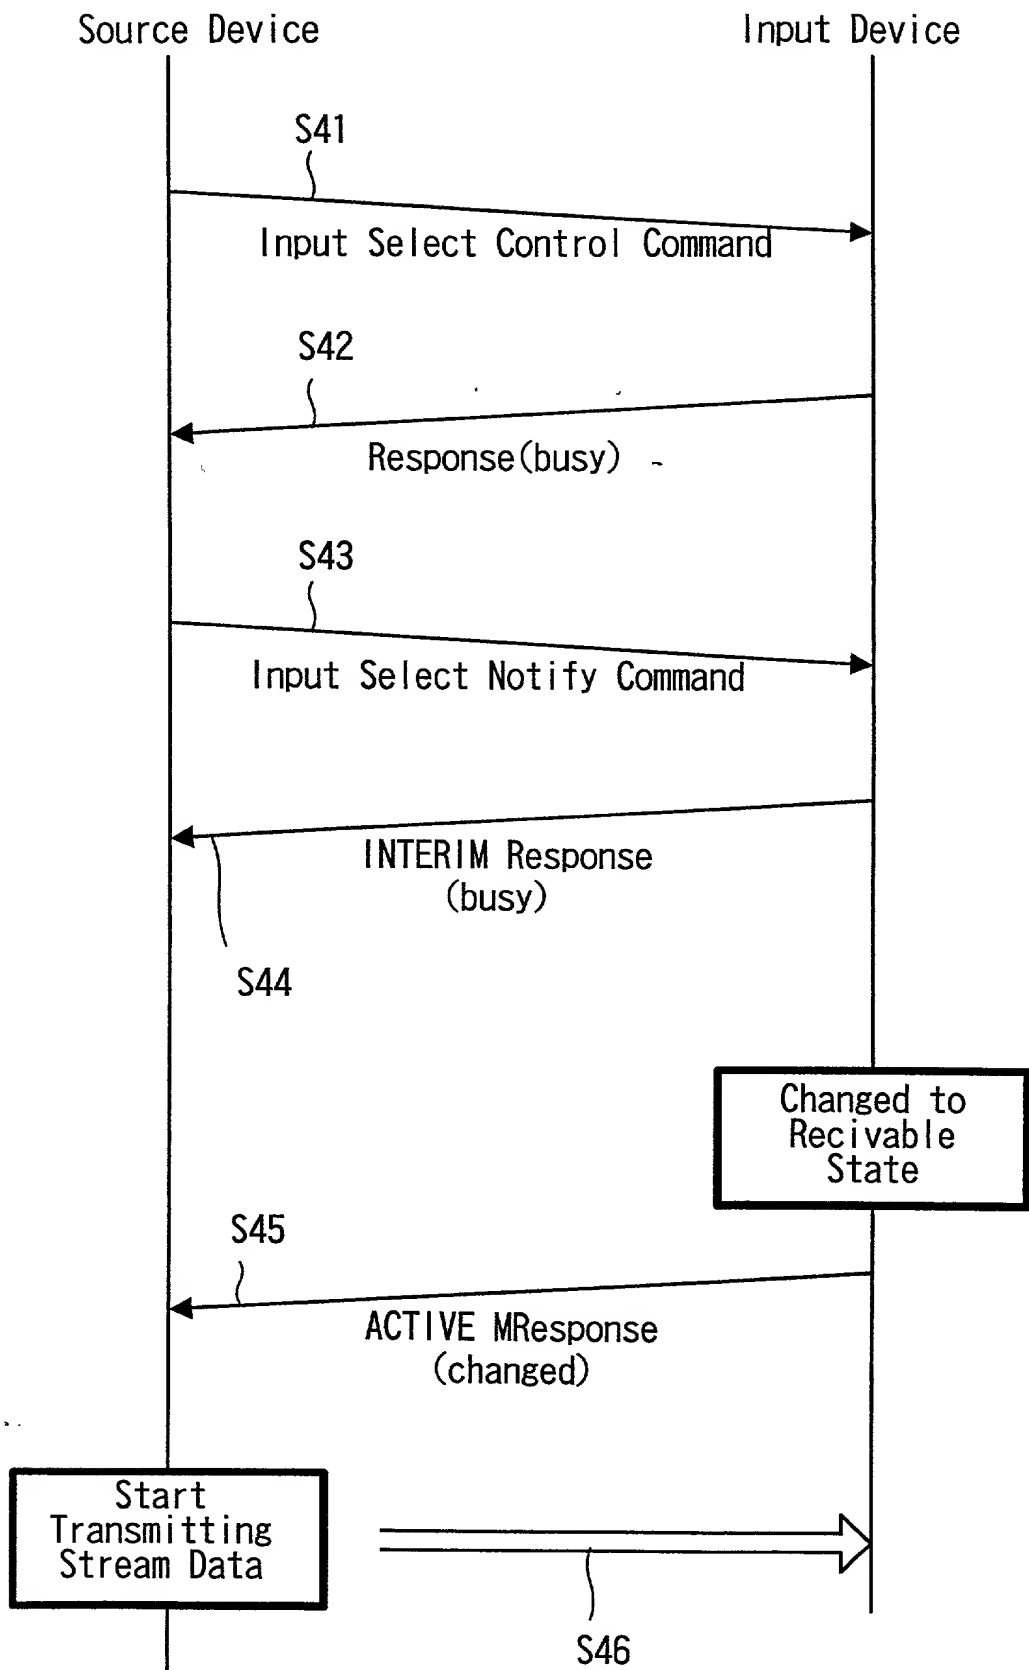 Source Device
Input Device
S41
Input Select Control Command
S42
Response(busy)
S43
Input Select Notify Command
INTERIM Response
(busy)
S44
Changed to
Recivable
State
S45
ACTIVE MResponse
(changed)
Start
Transmitting
Stream Data
S46